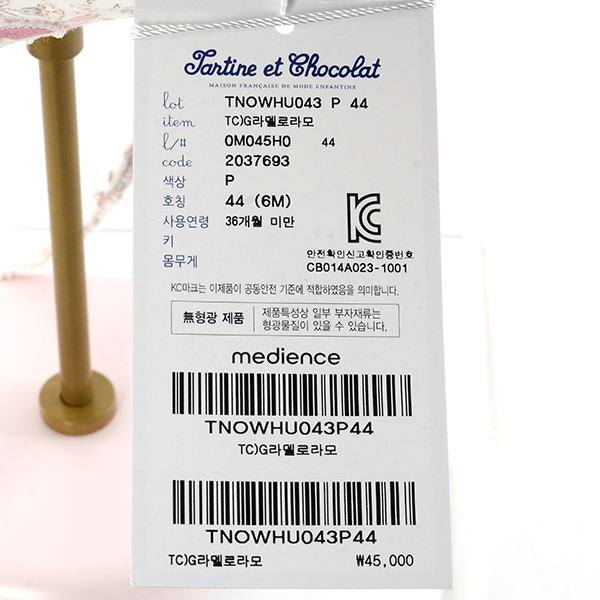 Tartine et Chocolat
MAISON FRANÇAISE DE MODE ENFANTINE
lot TNOWHU043 P 44
item TC)G라멜로라모
l/# 0M045H0 44
code 2037693
색상 P
호칭 44 (6M)
사용연령 36개월 미만
키
몸무게
KC
안전확인신고확인증번호
CB014A023-1001
KC마크는 이제품이 공동안전 기준에 적합하였음을 의미합니다.
無형광 제품
제품특성상 일부 부자재류는
형광물질이 있을 수 있습니다.
medience
TNOWHU043P44
TC)G라멜로라모
TNOWHU043P44
TC)G라멜로라모 ₩45,000